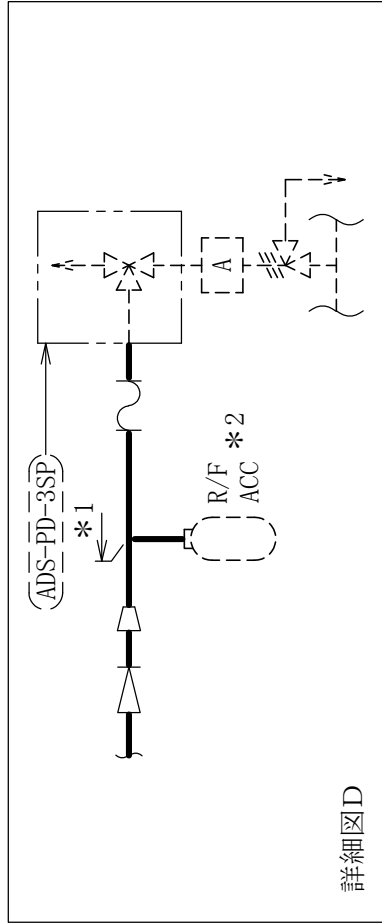 ADS-PD-3SP
*1
A
R/F
ACC
*2
詳細図D